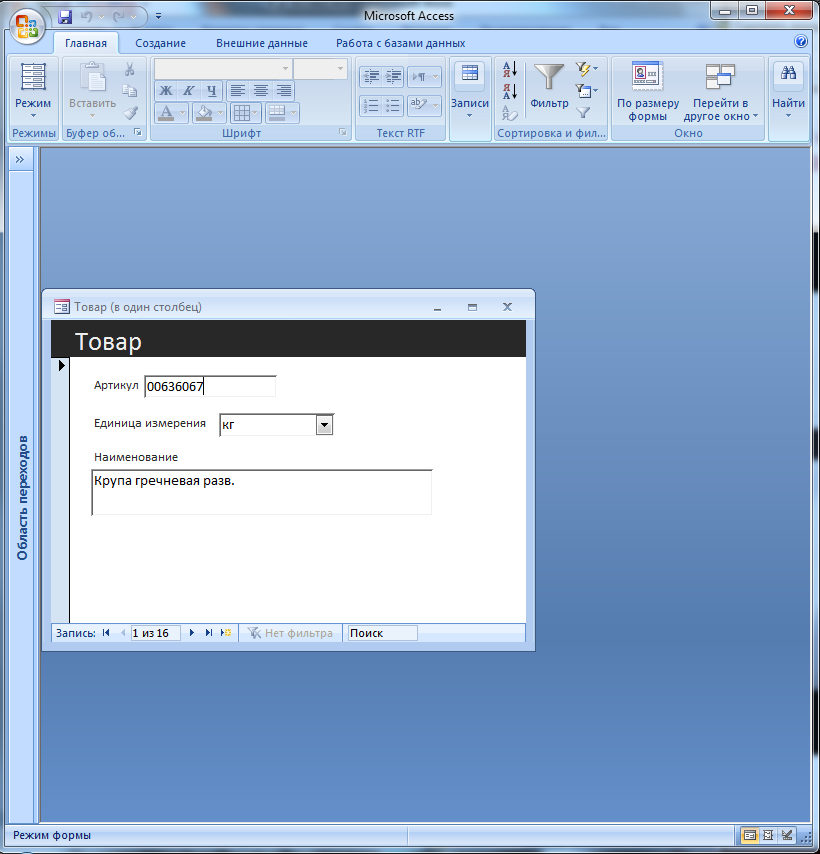 Microsoft Access
Главная Создание Внешние данные Работа с базами данных
Режим Вставить Ж К Ч Записи Фильтр По размеру формы Перейти в другое окно Найти
Режимы Буфер об... Шрифт Текст RTF Сортировка и фил... Окно
Область переходов
Товар (в один столбец)
Товар
Артикул 00636067
Единица измерения кг
Наименование
Крупа гречневая разв.
Запись: 1 из 16 Нет фильтра Поиск
Режим формы